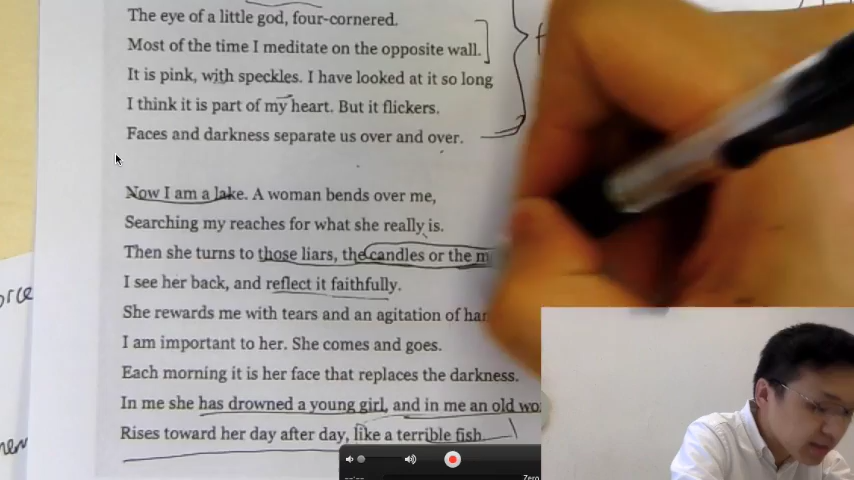 The eye of a little god, four-cornered.
Most of the time I meditate on the opposite wall.
It is pink, with speckles. I have looked at it so long
I think it is part of my heart. But it flickers.
Faces and darkness separate us over and over.
Now I am a lake. A woman bends over me,
Searching my reaches for what she really is.
Then she turns to those liars, the candles or the m
I see her back, and reflect it faithfully.
She rewards me with tears and an agitation of han
I am important to her. She comes and goes.
Each morning it is her face that replaces the darkness.
In me she has drowned a young girl, and in me an old wo
Rises toward her day after day, like a terrible fish.